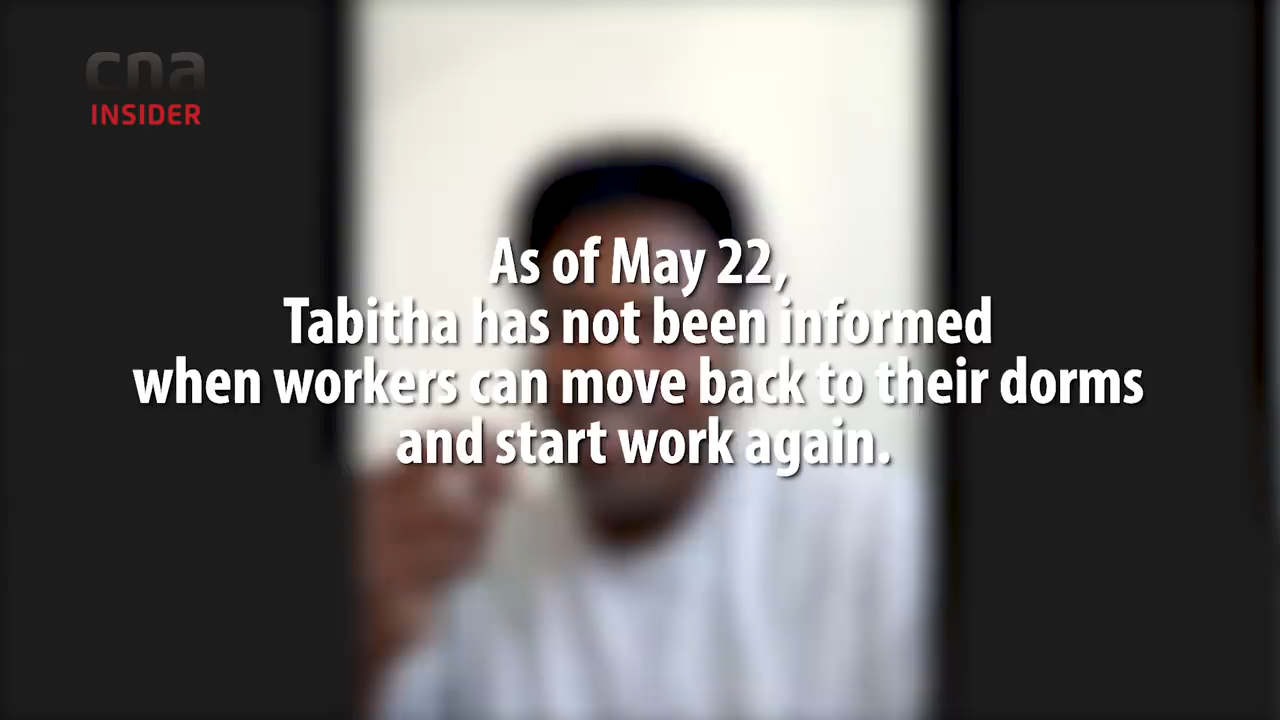 cna
INSIDER
As of May 22,
Tabitha has not been informed
when workers can move back to their dorms
and start work again.